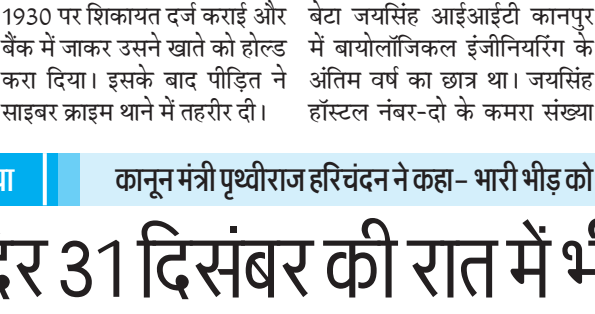 1930 पर शिकायत दर्ज कराई और
बैंक में जाकर उसने खाते को होल्ड
करा दिया। इसके बाद पीड़ित ने
साइबर क्राइम थाने में तहरीर दी।
बेटा जयसिंह आईआईटी कानपुर
में बायोलॉजिकल इंजीनियरिंग के
अंतिम वर्ष का छात्र था। जयसिंह
हॉस्टल नंबर-दो के कमरा संख्या
कानून मंत्री पृथ्वीराज हरिचंदन ने कहा- भारी भीड़ को
31 दिसंबर की रात में